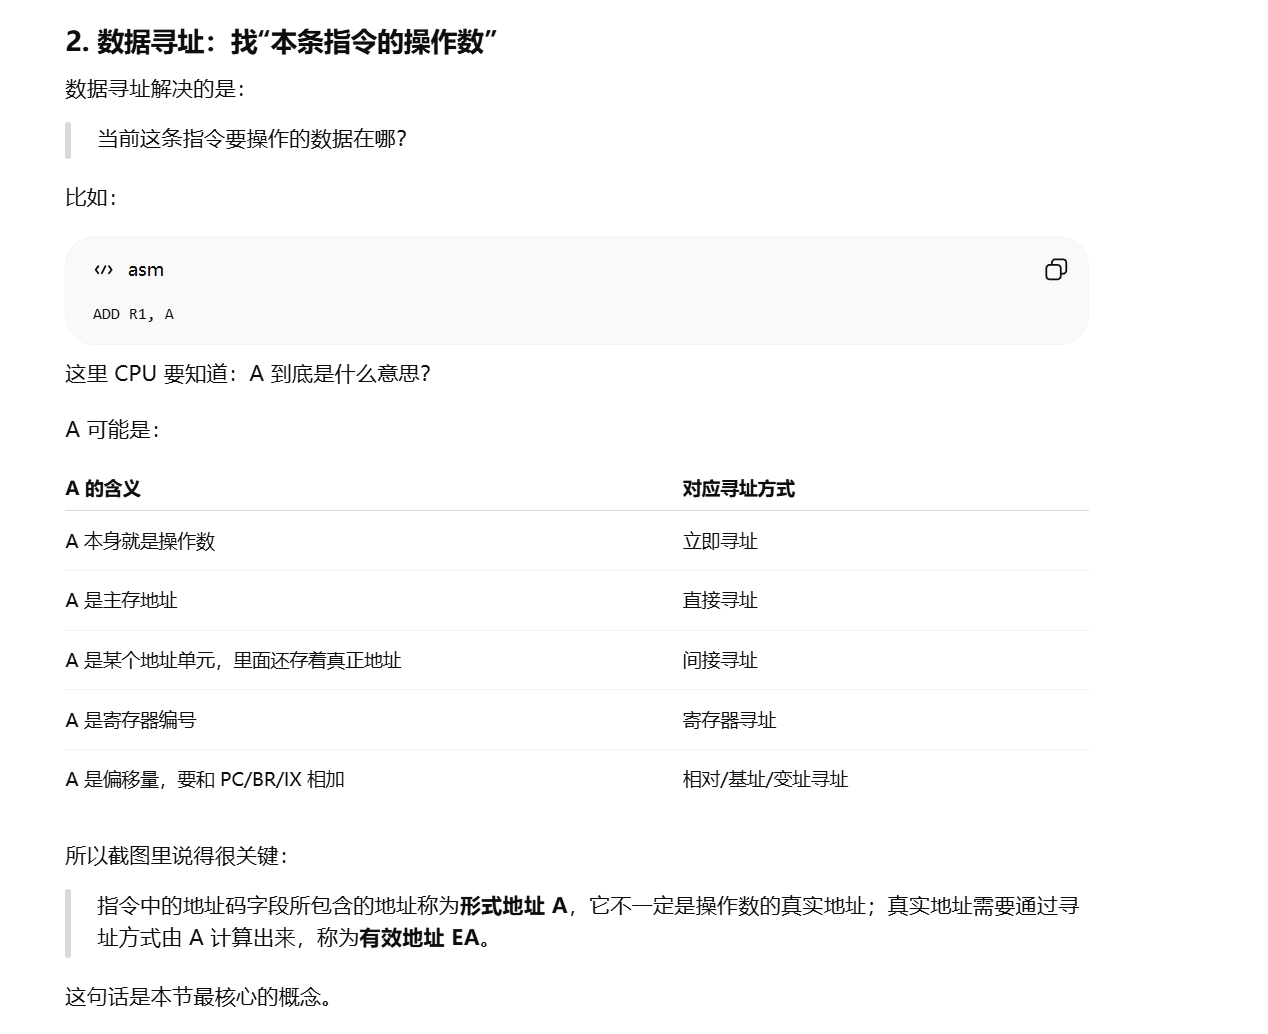 2. 数据寻址：找“本条指令的操作数”
数据寻址解决的是：
当前这条指令要操作的数据在哪？
比如：
</> asm
ADD R1, A
这里 CPU 要知道：A 到底是什么意思？
A 可能是：
A 的含义 对应寻址方式
A 本身就是操作数 立即寻址
A 是主存地址 直接寻址
A 是某个地址单元，里面还存着真正地址 间接寻址
A 是寄存器编号 寄存器寻址
A 是偏移量，要和 PC/BR/IX 相加 相对/基址/变址寻址
所以截图里说得很关键：
指令中的地址码字段所包含的地址称为形式地址 A，它不一定是操作数的真实地址；真实地址需要通过寻
址方式由 A 计算出来，称为有效地址 EA。
这句话是本节最核心的概念。